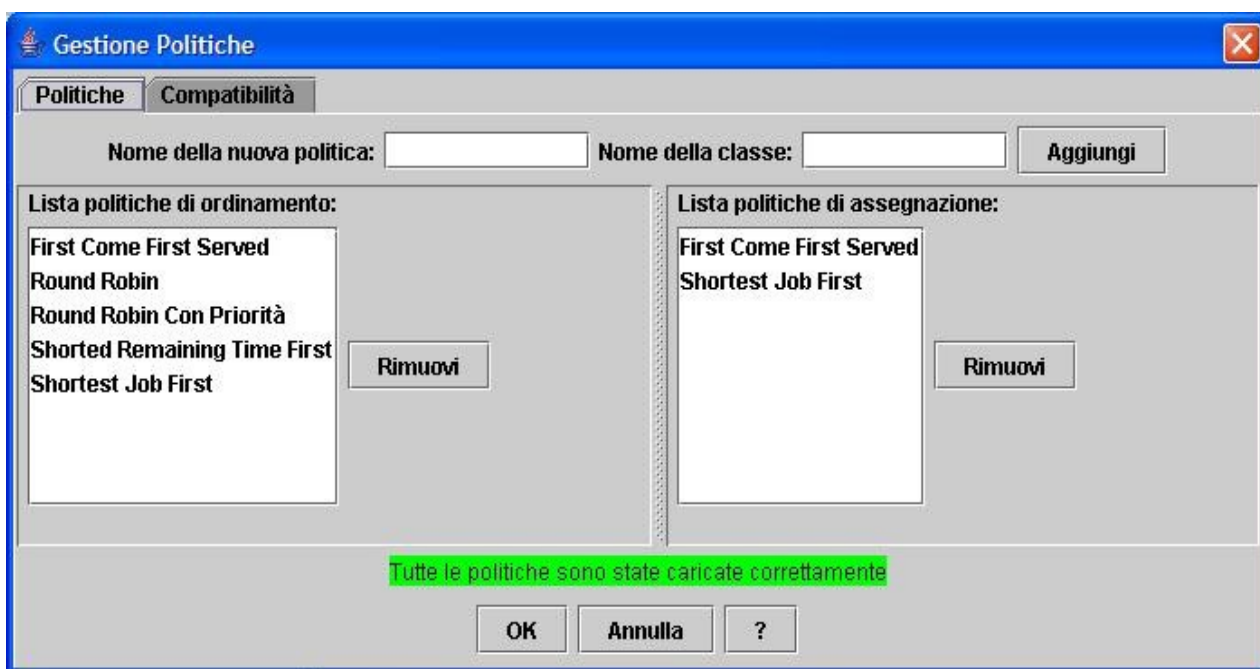 Gestione Politiche
Politiche Compatibilità
Nome della nuova politica: Nome della classe: Aggiungi
Lista politiche di ordinamento:
First Come First Served
Round Robin
Round Robin Con Priorità
Shorted Remaining Time First
Shortest Job First
Rimuovi
Lista politiche di assegnazione:
First Come First Served
Shortest Job First
Rimuovi
Tutte le politiche sono state caricate correttamente
OK Annulla ?